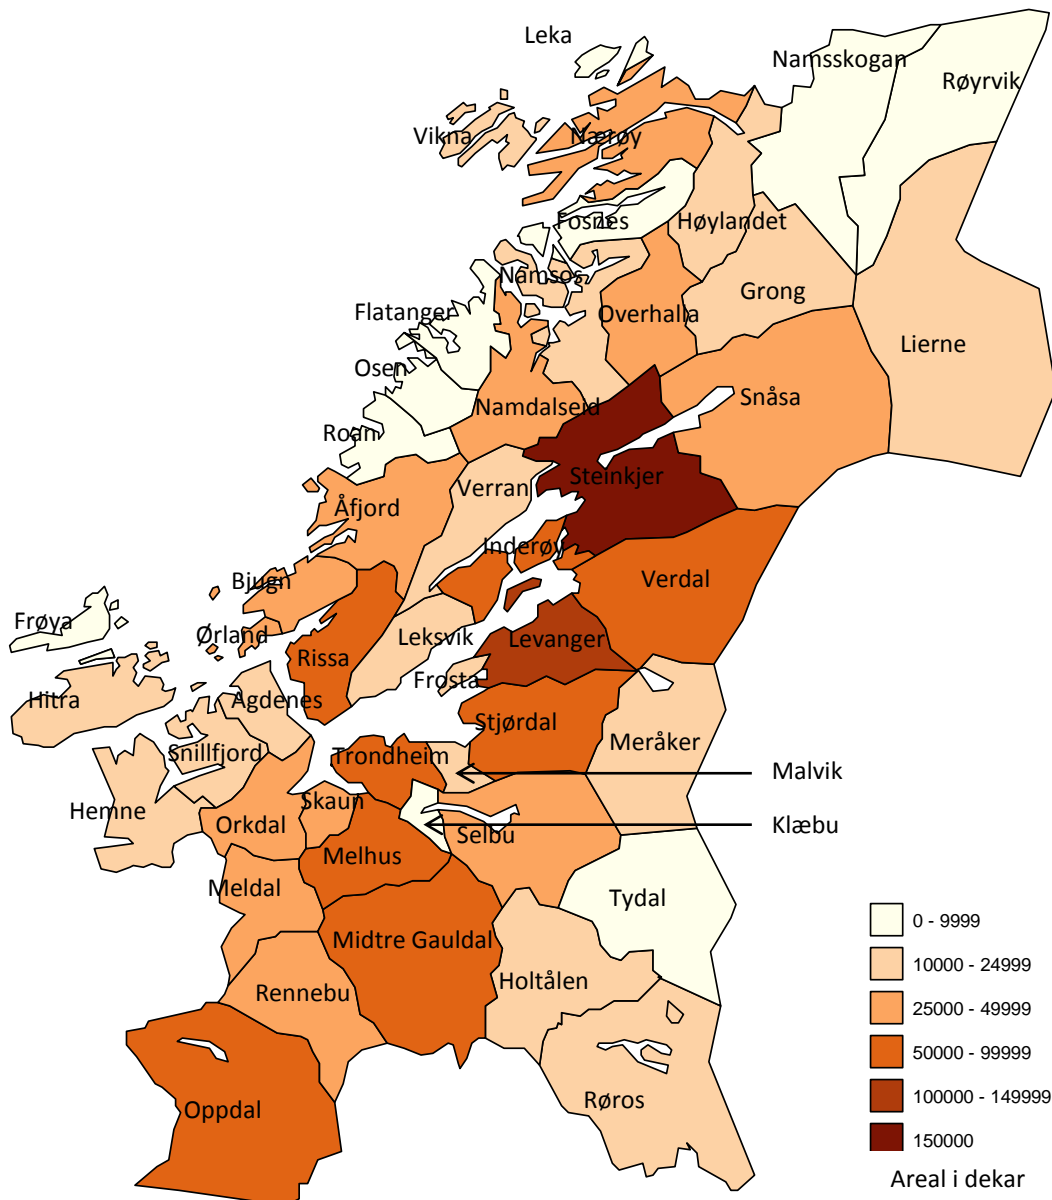 Leka
Namsskogan
Røyrvik
Vikna
Nærøy
Fosnes
Høylandet
Namsos
Grong
Flatanger
Overhalla
Lierne
Osen
Snåsa
Namdalseid
Roan
Steinkjer
Verran
Åfjord
Inderøy
Verdal
Bjugn
Frøya
Ørland
Leksvik
Levanger
Rissa
Frosta
Hitra
Agdenes
Stjørdal
Meråker
Snillfjord
Trondheim
Malvik
Skaun
Hemne
Orkdal
Klæbu
Selbu
Melhus
Meldal
Tydal
Midtre Gauldal
Holtålen
Rennebu
Røros
Oppdal
0 - 9999
10000 - 24999
25000 - 49999
50000 - 99999
100000 - 149999
150000
Areal i dekar